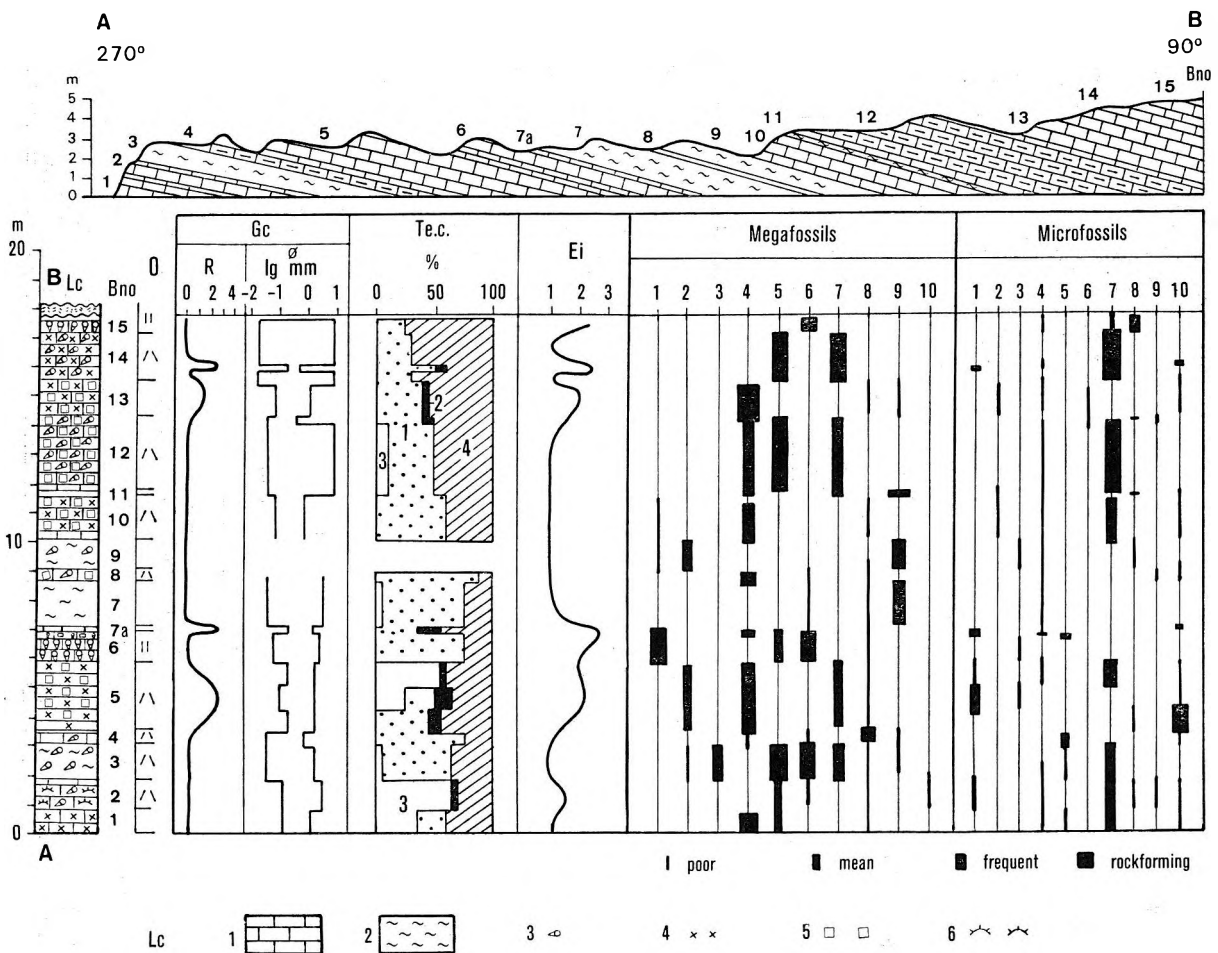 A B
270° 90°
m Bno
5
4
3
2
1
0
1 2 3 4 5 6 7a 7 8 9 10 11 12 13 14 15
m
20
10
0
B Lc Bno O
Gc Te.c. Ei Megafossils Microfossils
R lg ø mm %
0 2 4 -2 -1 0 1 0 50 100 0 1 2 3
1 2 3 4 5 6 7 8 9 10 1 2 3 4 6 7 8 9 10
15
14
13
12
11
10
9
8
7
7a
6
5
4
3
2
1
1 2 3 4
3
A
poor mean frequent rockforming
Lc 1 2 3 4 5 6